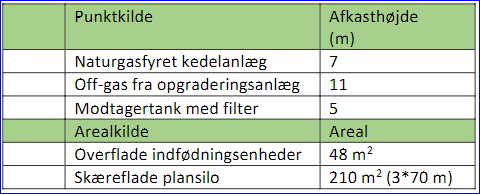 Punktkilde Afkasthøjde
(m)
Naturgasfyret kedelanlæg 7
Off-gas fra opgraderingsanlæg 11
Modtagertank med filter 5
Arealkilde Areal
Overflade indfødningsenheder 48 m²
Skæreflade plansilo 210 m² (3*70 m)